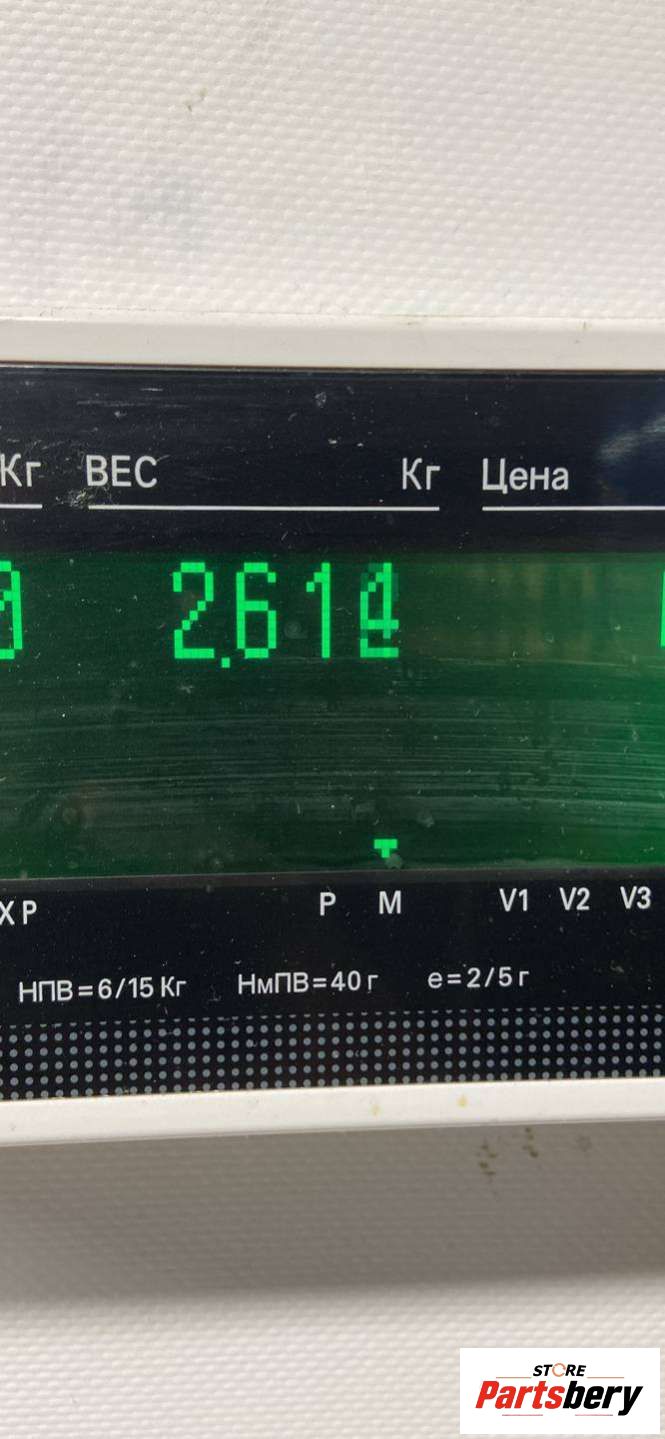 Кг ВЕС Кг Цена
2.61
ХР Р М V1 V2 V3
НПВ=6/15 Кг НмПВ=40 г е=2/5 г
STORE
Partsbery